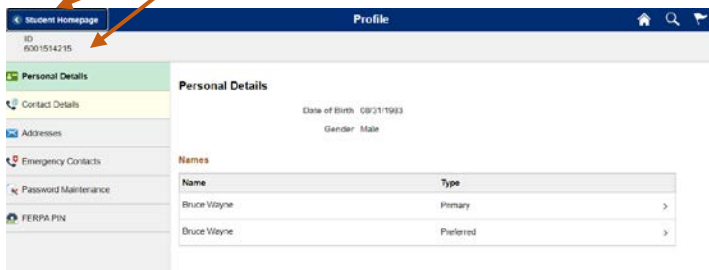 Student Homepage
Profile
ID
6001514215
Personal Details
Contact Details
Addresses
Emergency Contacts
Password Maintenance
FERPA PIN
Personal Details
Date of Birth 08/31/1983
Gender Male
Names
Name Type
Bruce Wayne Primary
Bruce Wayne Preferred